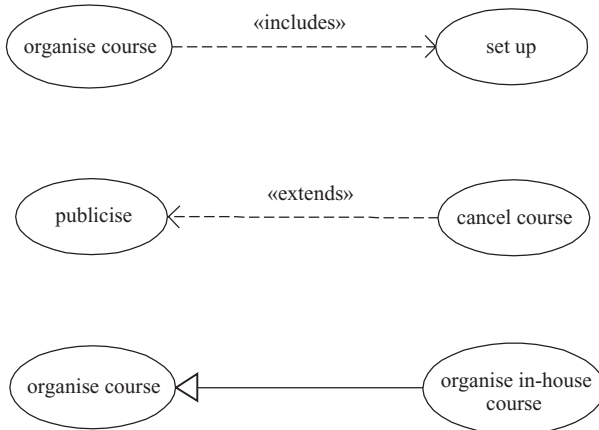 «includes»
organise course
set up
«extends»
publicise
cancel course
organise course
organise in-house
course